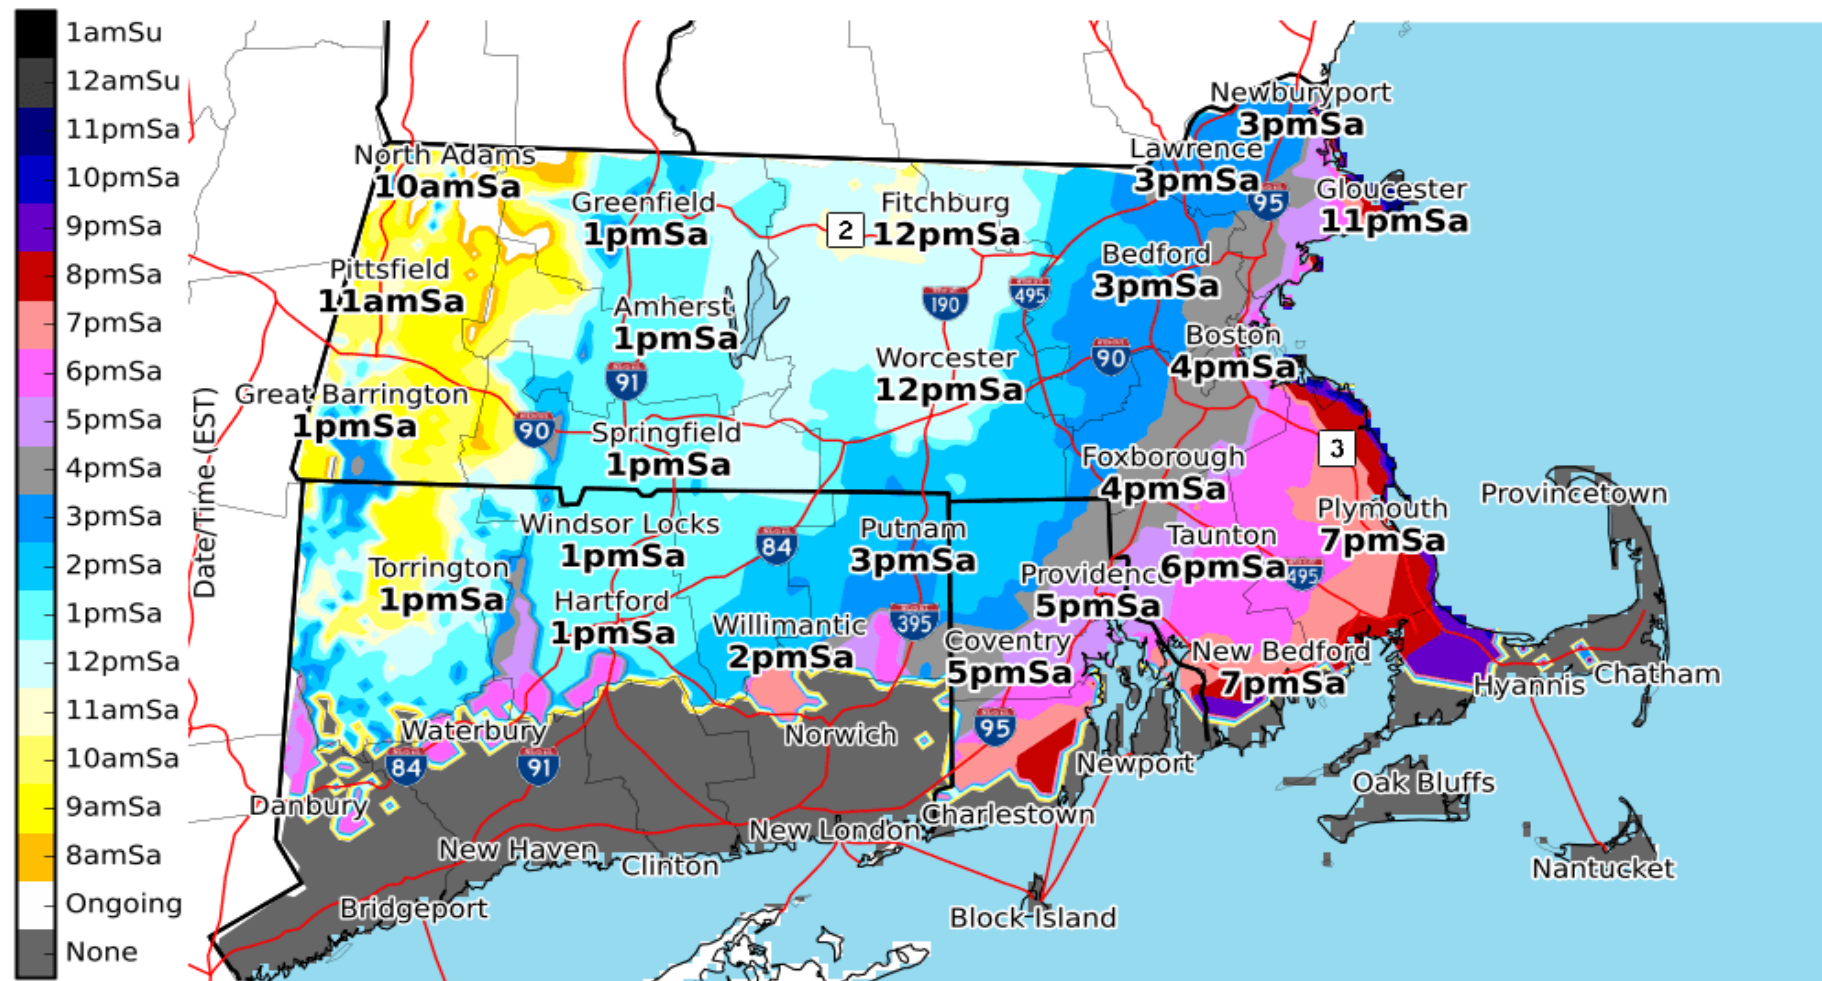 1amSu
12amSu
11pmSa
10pmSa
9pmSa
8pmSa
7pmSa
6pmSa
5pmSa
4pmSa
3pmSa
2pmSa
1pmSa
12pmSa
11amSa
10amSa
9amSa
8amSa
Ongoing
None
Date/Time-(EST)
Newburyport
3pmSa
Lawrence
3pmSa
North Adams
10amSa
95
Gloucester
11pmSa
Greenfield
1pmSa
2
Fitchburg
12pmSa
Bedford
3pmSa
Pittsfield
11amSa
190
495
Amherst
1pmSa
Boston
4pmSa
Worcester
12pmSa
90
91
Great Barrington
1pmSa
90
Springfield
1pmSa
3
Foxborough
4pmSa
Provincetown
Plymouth
7pmSa
Windsor Locks
1pmSa
84
Putnam
3pmSa
Taunton
6pmSa
495
Torrington
1pmSa
Providence
5pmSa
Hartford
1pmSa
395
Willimantic
2pmSa
Coventry
5pmSa
New Bedford
7pmSa
Hyannis
Chatham
Waterbury
84
91
Norwich
95
Newport
Danbury
Oak Bluffs
Charlestown
New London
New Haven
Clinton
Nantucket
Bridgeport
Block Island